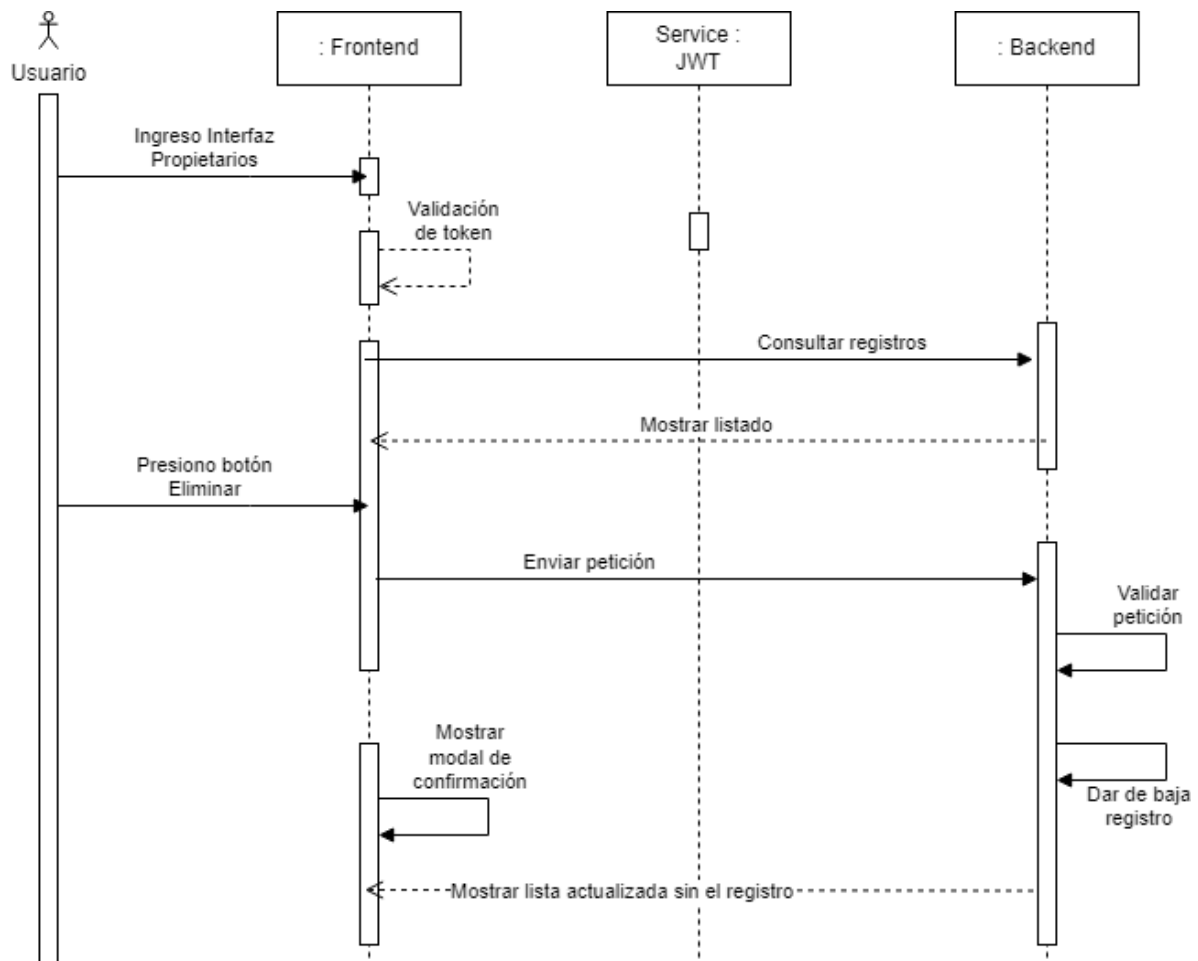 Usuario
: Frontend
Service :
JWT
: Backend
Ingreso Interfaz
Propietarios
Validación
de token
Consultar registros
Mostrar listado
Presiono botón
Eliminar
Enviar petición
Validar
petición
Mostrar
modal de
confirmación
Dar de baja
registro
Mostrar lista actualizada sin el registro